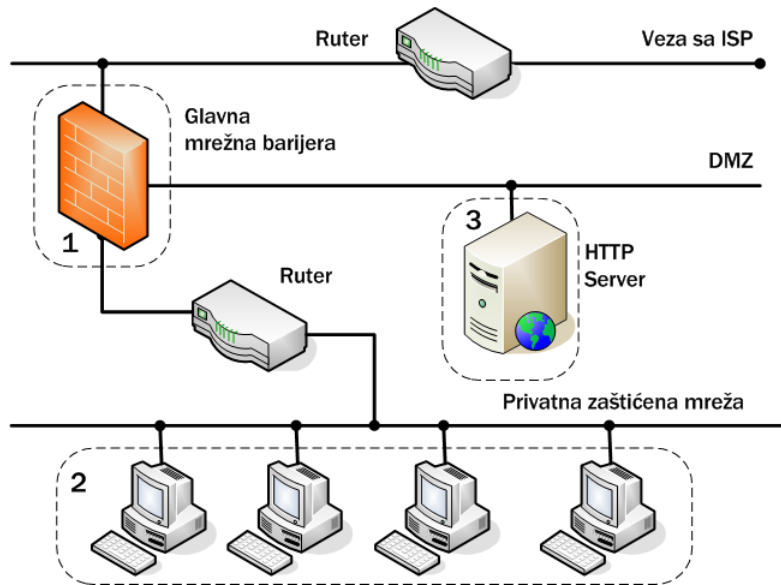 Ruter
Veza sa ISP
Glavna
mrežna barijera
DMZ
1
3
HTTP
Server
Ruter
Privatna zaštićena mreža
2